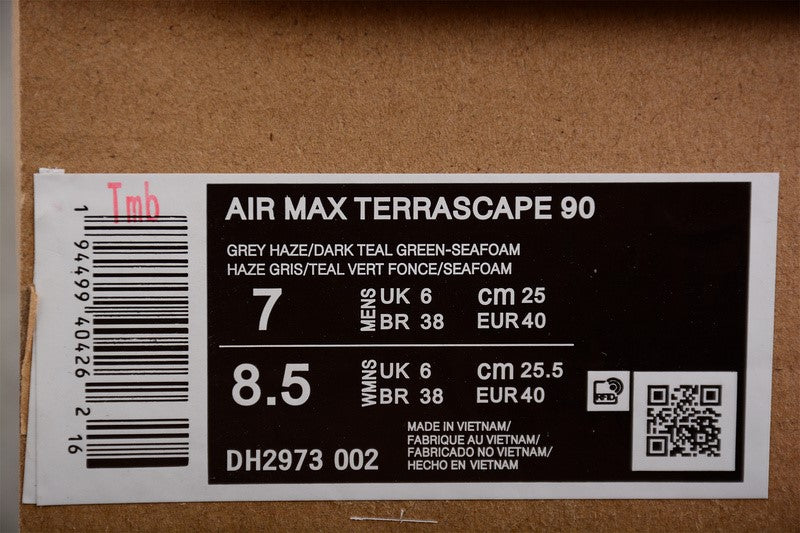 Tmb
1 94499 40426 2 16
AIR MAX TERRASCAPE 90
GREY HAZE/DARK TEAL GREEN-SEAFOAM
HAZE GRIS/TEAL VERT FONCE/SEAFOAM
7 MENS UK 6 cm 25
BR 38 EUR 40
8.5 WMNS UK 6 cm 25.5
BR 38 EUR 40
RFID
DH2973 002
MADE IN VIETNAM/
FABRIQUE AU VIETNAM/
FABRICADO NO VIETNAM/
HECHO EN VIETNAM